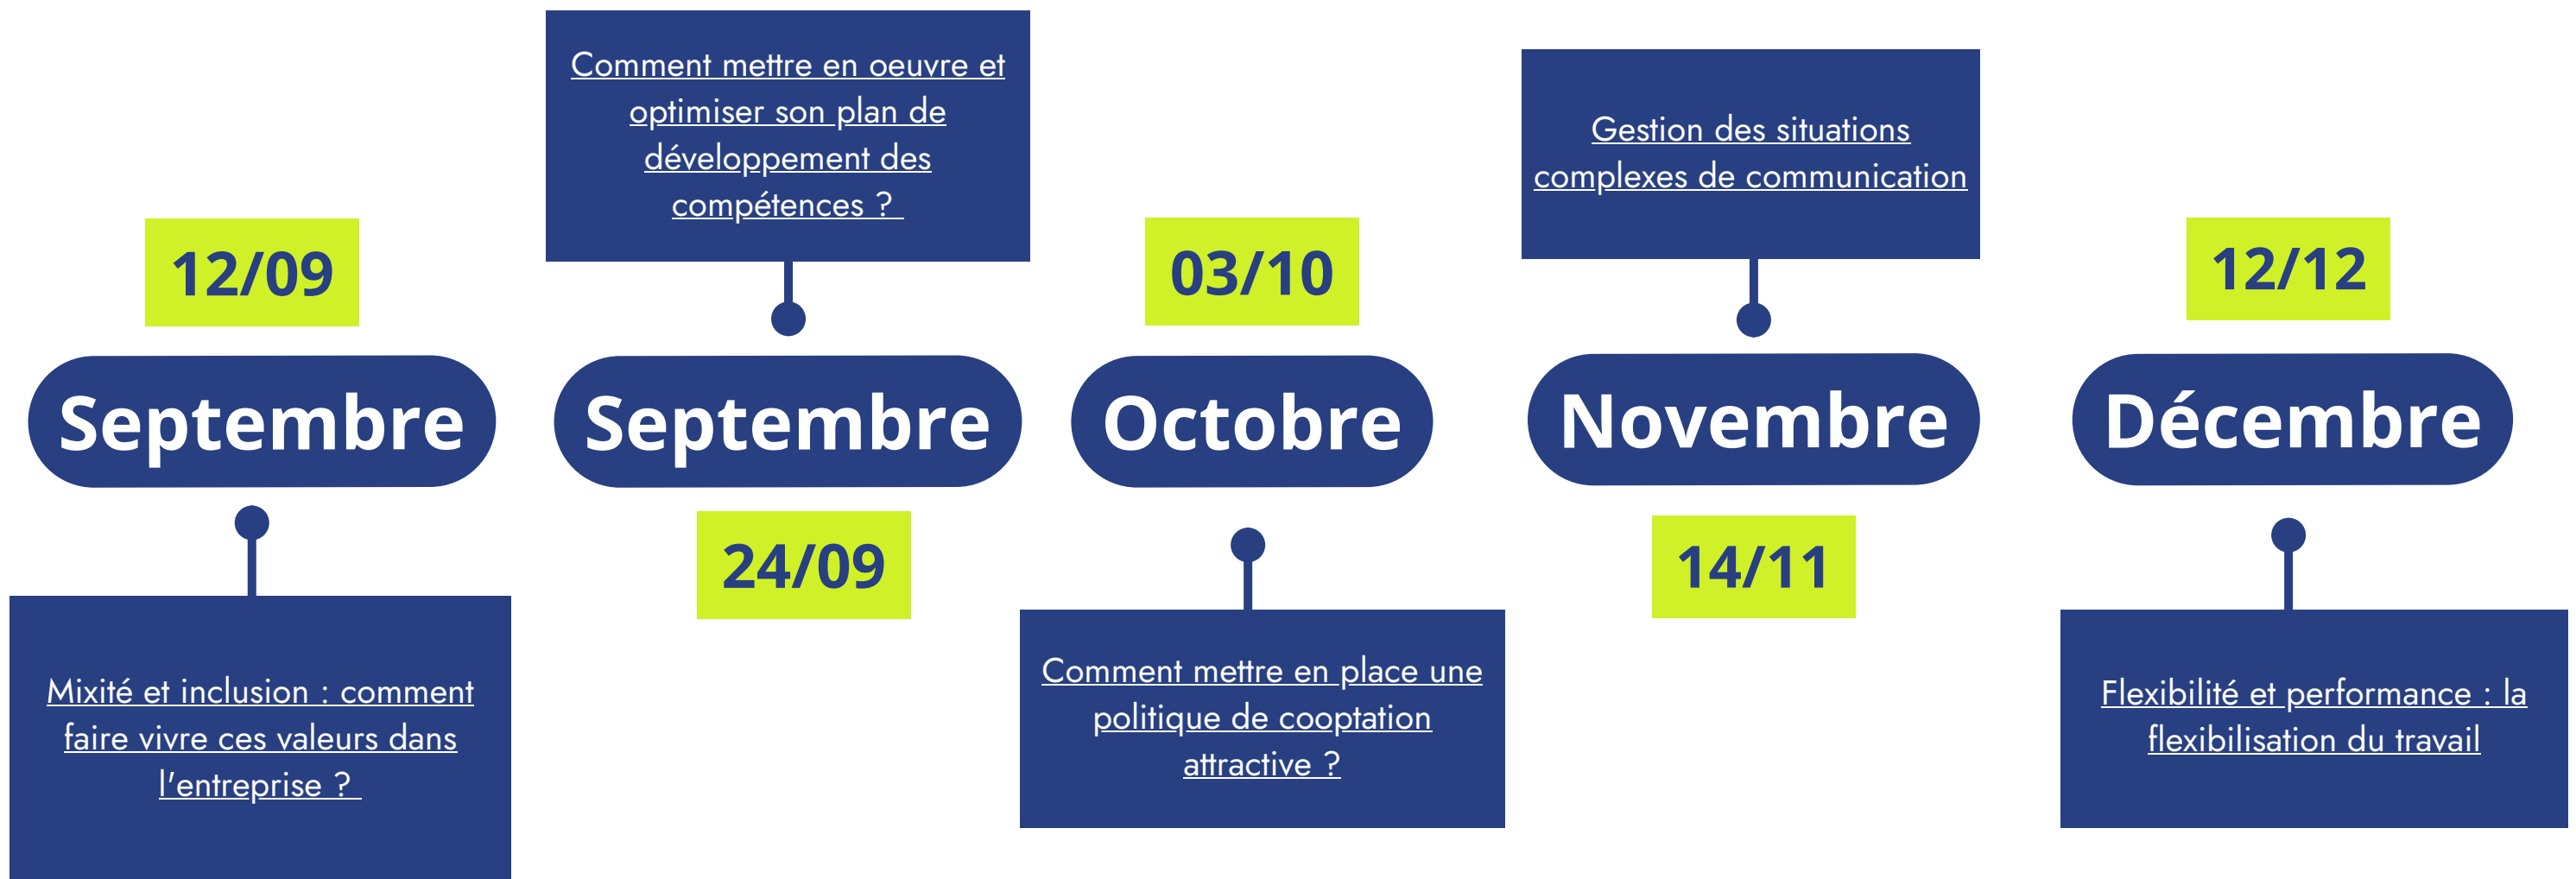 12/09
Septembre
Mixité et inclusion : comment
faire vivre ces valeurs dans
l'entreprise ?
Comment mettre en oeuvre et
optimiser son plan de
développement des
compétences ?
Septembre
24/09
03/10
Octobre
Comment mettre en place une
politique de cooptation
attractive ?
Gestion des situations
complexes de communication
Novembre
14/11
12/12
Décembre
Flexibilité et performance : la
flexibilisation du travail